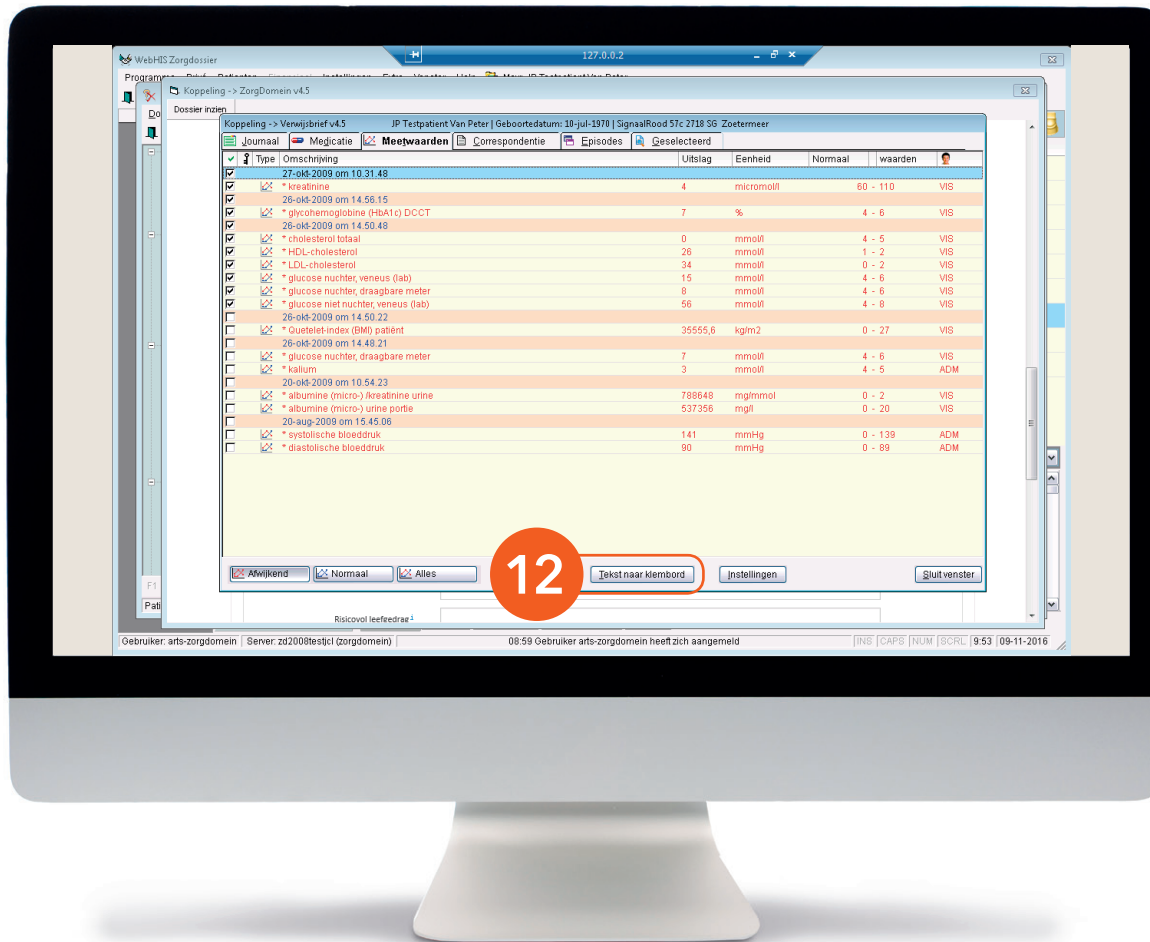 127.0.0.2
WebHIS Zorgdossier
Koppeling -> ZorgDomein v4.5
Do
Dossier inzien
Koppeling -> Verwijsbrief v4.5 JP Testpatient Van Peter | Geboortedatum: 10-jul-1970 | SignaalRood 57c 2718 SG Zoetermeer
Journaal Medicatie Meetwaarden Correspondentie Episodes Geselecteerd
Type Omschrijving Uitslag Eenheid Normaal waarden
27-okt-2009 om 10.31.48
* kreatinine 4 micromol/l 60 - 110 VIS
26-okt-2009 om 14.56.15
* glycohemoglobine (HbA1c) DCCT 7 % 4 - 6 VIS
26-okt-2009 om 14.50.48
* cholesterol totaal 0 mmol/l 4 - 5 VIS
* HDL-cholesterol 26 mmol/l 1 - 2 VIS
* LDL-cholesterol 34 mmol/l 0 - 2 VIS
* glucose nuchter, veneus (lab) 15 mmol/l 4 - 6 VIS
* glucose nuchter, draagbare meter 8 mmol/l 4 - 6 VIS
* glucose niet nuchter, veneus (lab) 56 mmol/l 4 - 8 VIS
26-okt-2009 om 14.50.22
* Quetelet-index (BMI) patiënt 35555,6 kg/m2 0 - 27 VIS
26-okt-2009 om 14.48.21
* glucose nuchter, draagbare meter 7 mmol/l 4 - 6 VIS
* kalium 3 mmol/l 4 - 5 ADM
20-okt-2009 om 10.54.23
* albumine (micro-) /kreatinine urine 788648 mg/mmol 0 - 2 VIS
* albumine (micro-) urine portie 537356 mg/l 0 - 20 VIS
20-aug-2009 om 15.45.06
* systolische bloeddruk 141 mmHg 0 - 139 ADM
* diastolische bloeddruk 90 mmHg 0 - 89 ADM
Afwijkend Normaal Alles 12 Tekst naar klembord Instellingen Sluit venster
F1
Pati
Risicovol leefgedrag
Gebruiker: arts-zorgdomein Server: zd2008testjcl (zorgdomein) 08:59 Gebruiker arts-zorgdomein heeft zich aangemeld INS CAPS NUM SCRL 9:53 09-11-2016